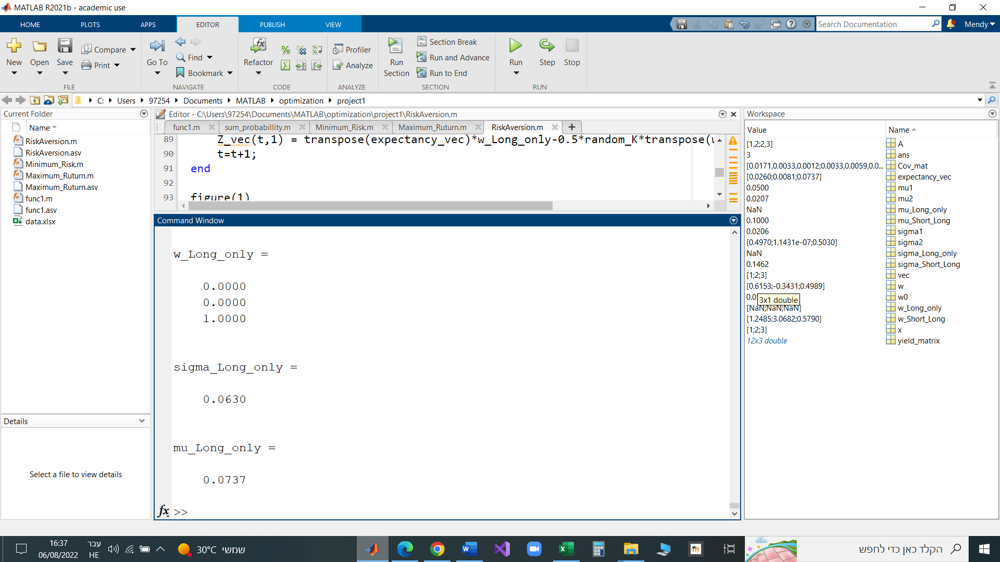 MATLAB R2021b - academic use
HOME PLOTS APPS EDITOR PUBLISH VIEW
Search Documentation
Mendy
New Open Save Compare Print
FILE
Go To Find Bookmark
NAVIGATE
Refactor
CODE
Profiler Analyze
ANALYZE
Run Section Section Break Run and Advance Run to End
SECTION
Run Step Stop
RUN
C: Users 97254 Documents MATLAB optimization project1
Current Folder
Name
RiskAversion.m
RiskAversion.asv
Minimum_Risk.m
Maximum_Ruturn.m
Maximum_Ruturn.asv
func1.m
func1.asv
data.xlsx
Details
Select a file to view details
Editor - C:\Users\97254\Documents\MATLAB\optimization\project1\RiskAversion.m
func1.m sum_probabillity.m Minimum_Risk.m Maximum_Ruturn.m RiskAversion.m
89 Z_vec(t,1) = transpose(expectancy_vec)*w_Long_only-0.5*random_K*transpose(w
90 t=t+1;
91 end
92
93 figure(1)
Command Window
w_Long_only =
0.0000
0.0000
1.0000
sigma_Long_only =
0.0630
mu_Long_only =
0.0737
fx >>
Workspace
Value Name
[1,2;2,3] A
3 ans
[0.0171,0.0033,0.0012;0.0033,0.0059,0.0... Cov_mat
[0.0260;0.0081;0.0737] expectancy_vec
0.0500 mu1
0.0207 mu2
NaN mu_Long_only
0.1000 mu_Short_Long
0.0206 sigma1
[0.4970;1.1431e-07;0.5030] sigma2
NaN sigma_Long_only
0.1462 sigma_Short_Long
[1;2;3] vec
[0.6153;-0.3431;0.4989] w
3x1 double w0
[NaN;NaN;NaN] w_Long_only
[1.2485;3.0682;0.5790] w_Short_Long
[1;2;3] x
12x3 double yield_matrix
16:37
06/08/2022
עבר
HE
30°C שמשי
הקלד כאן כדי לחפש